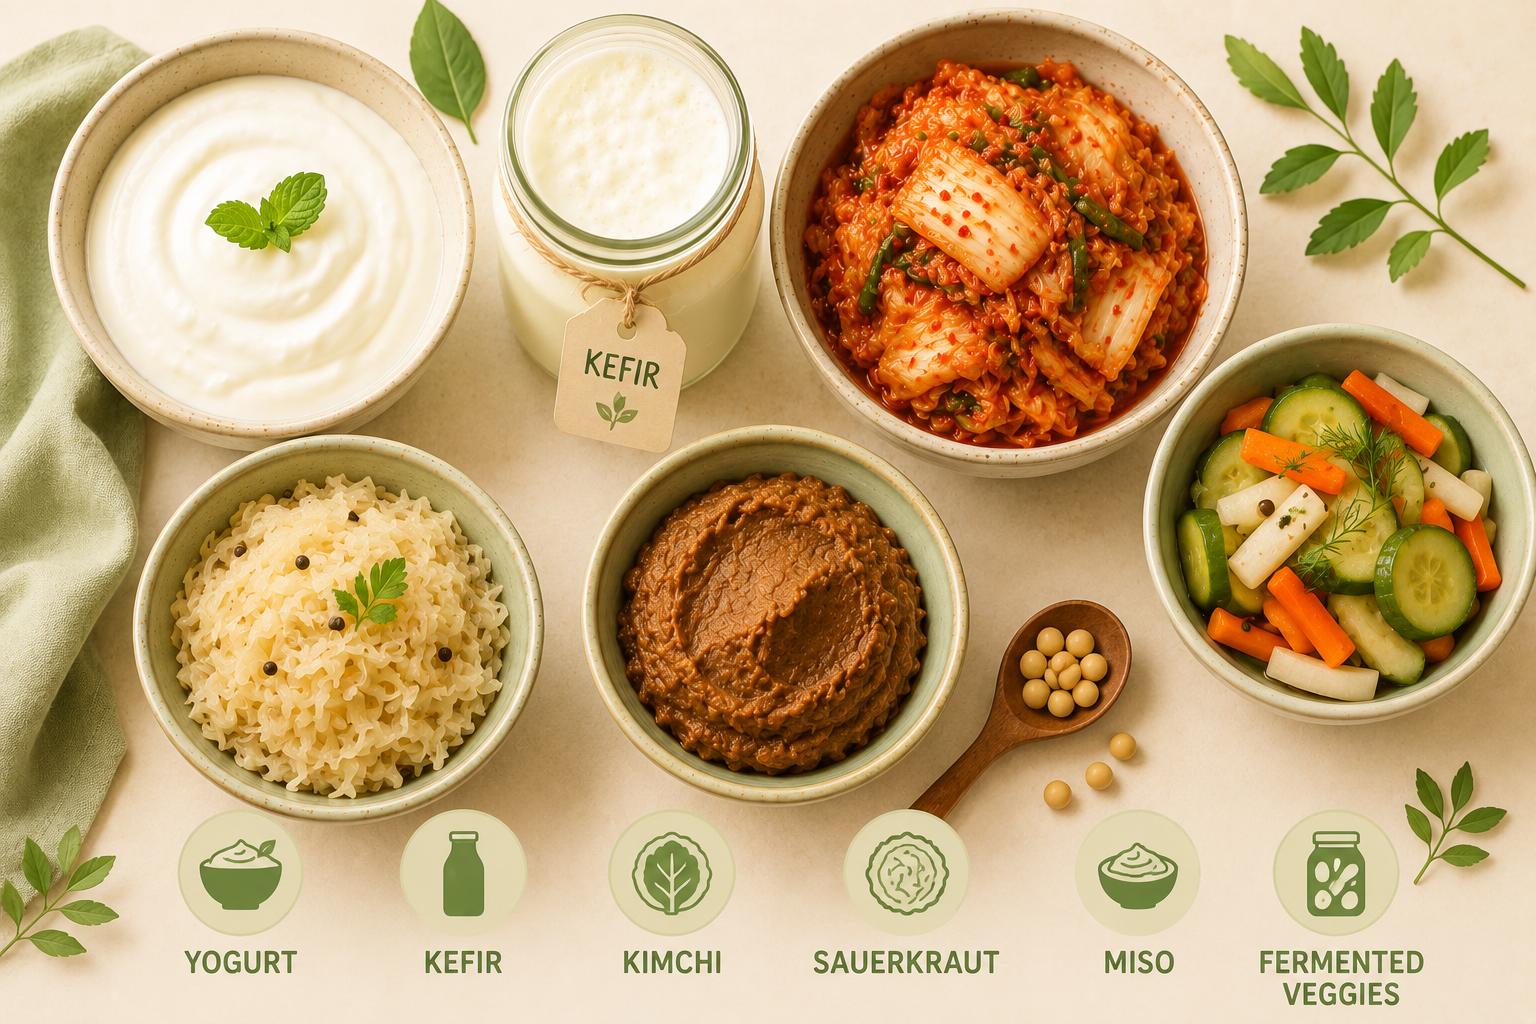 KEFIR
YOGURT
KEFIR
KIMCHI
SAUERKRAUT
MISO
FERMENTED
VEGGIES